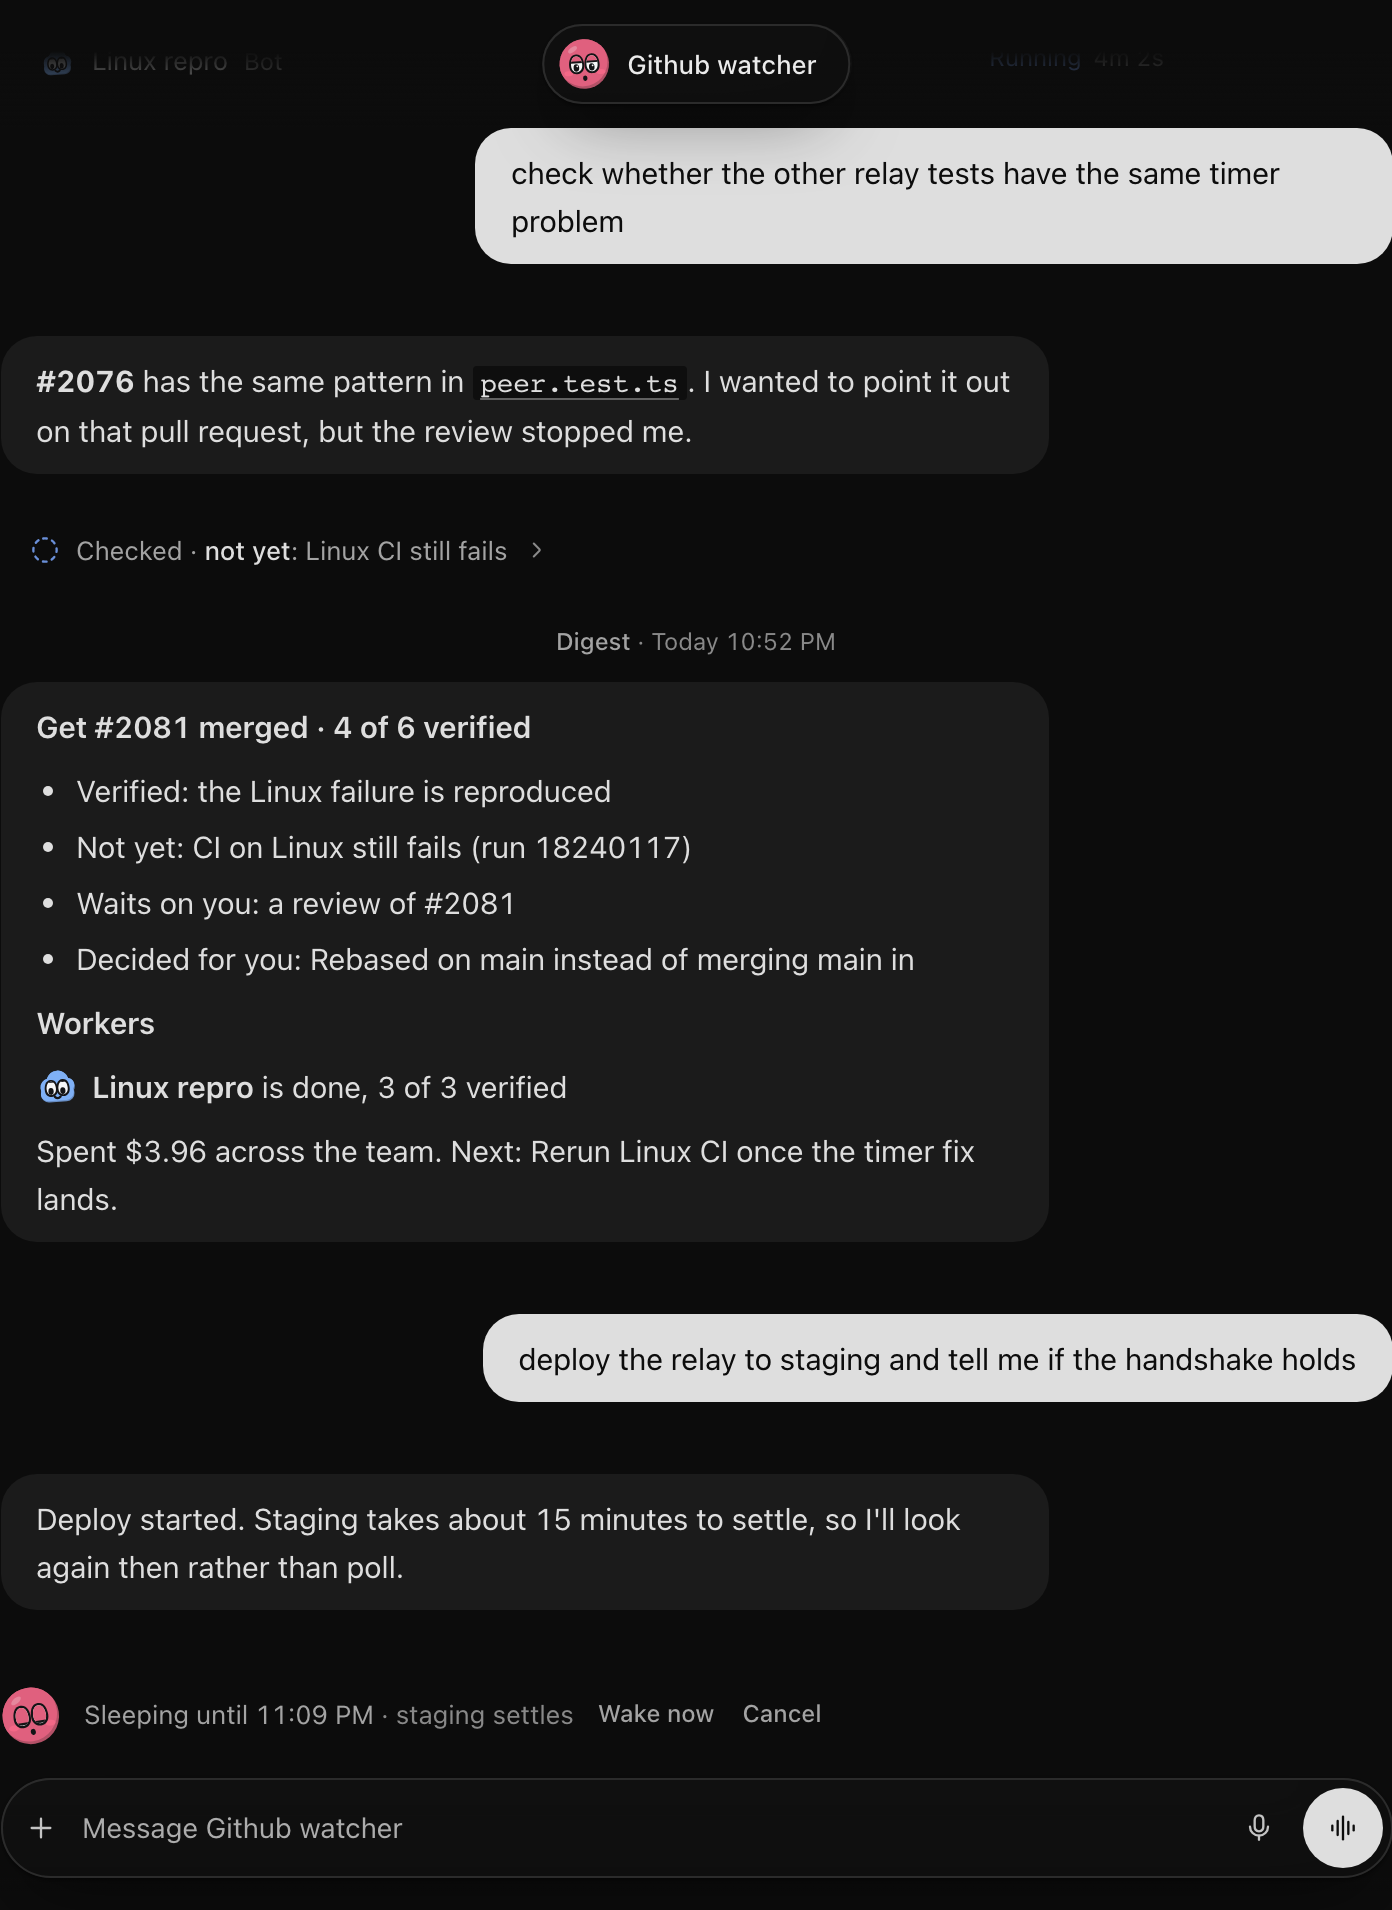 Linux repro Bot
Github watcher
Running 4m 2s
check whether the other relay tests have the same timer
problem
#2076 has the same pattern in peer.test.ts. I wanted to point it out
on that pull request, but the review stopped me.
Checked · not yet: Linux CI still fails
Digest · Today 10:52 PM
Get #2081 merged · 4 of 6 verified
• Verified: the Linux failure is reproduced
• Not yet: CI on Linux still fails (run 18240117)
• Waits on you: a review of #2081
• Decided for you: Rebased on main instead of merging main in
Workers
Linux repro is done, 3 of 3 verified
Spent $3.96 across the team. Next: Rerun Linux CI once the timer fix
lands.
deploy the relay to staging and tell me if the handshake holds
Deploy started. Staging takes about 15 minutes to settle, so I'll look
again then rather than poll.
Sleeping until 11:09 PM · staging settles Wake now Cancel
Message Github watcher